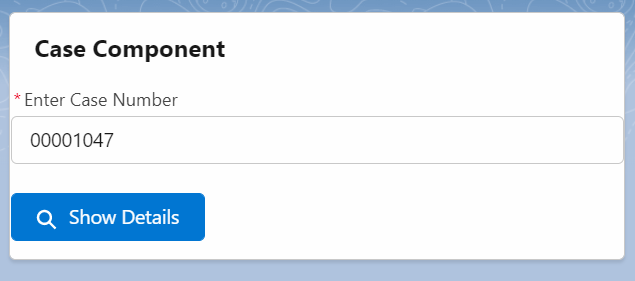 Case Component
*Enter Case Number
00001047
Show Details